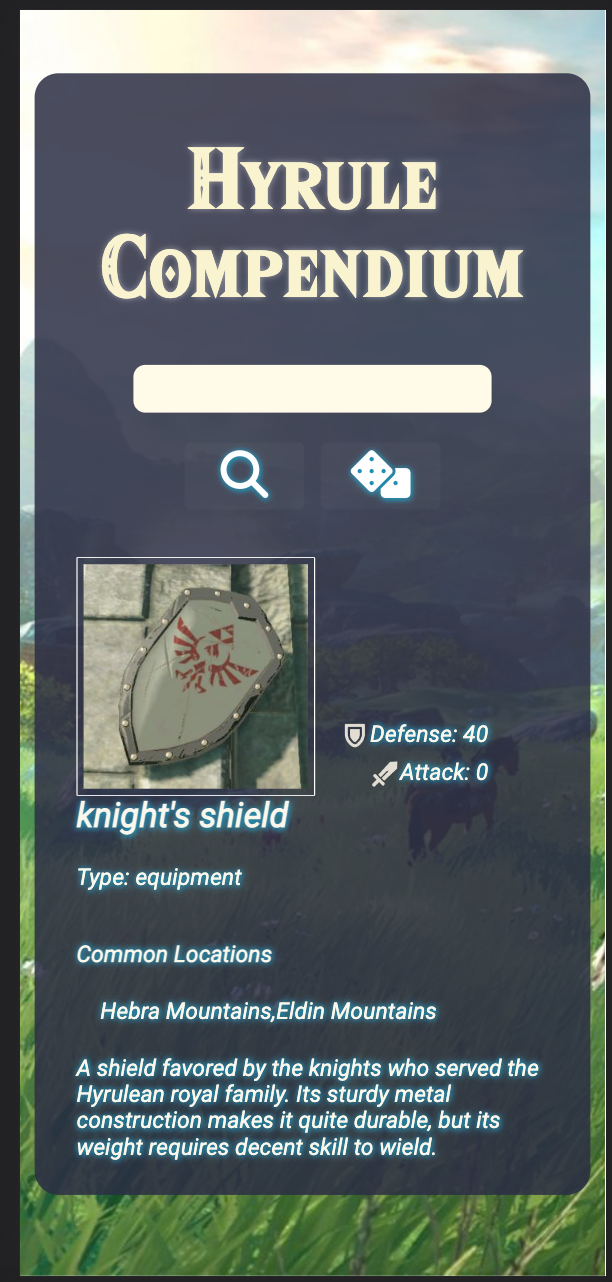 Hyrule
Compendium
Defense: 40
Attack: 0
knight's shield
Type: equipment
Common Locations
Hebra Mountains,Eldin Mountains
A shield favored by the knights who served the
Hyrulean royal family. Its sturdy metal
construction makes it quite durable, but its
weight requires decent skill to wield.